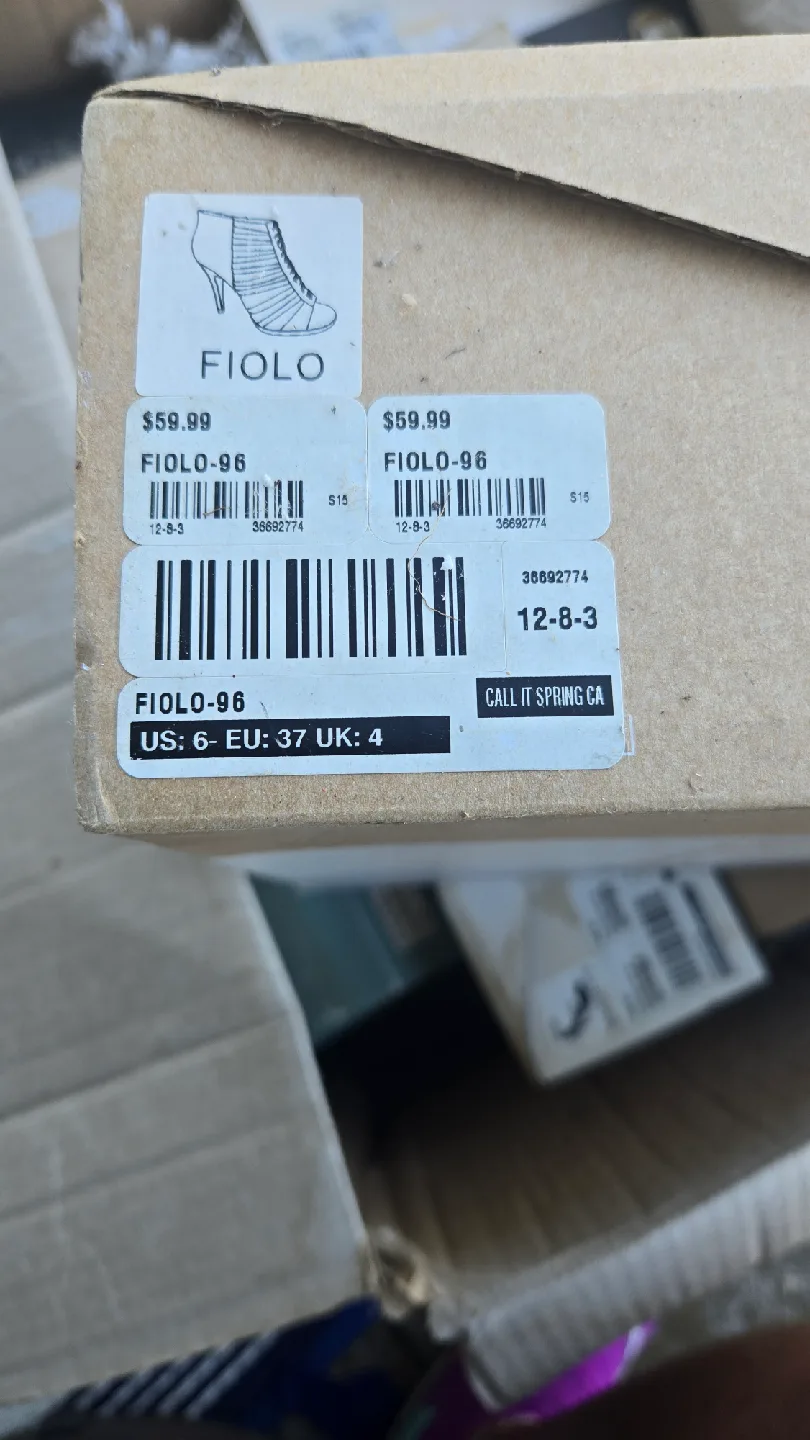 FIOLO
$59.99
FIOLO-96
S15
12-8-3 36692774
$59.99
FIOLO-96
S15
12-8-3 36692774
36692774
12-8-3
FIOLO-96
CALL IT SPRING CA
US: 6- EU: 37 UK: 4